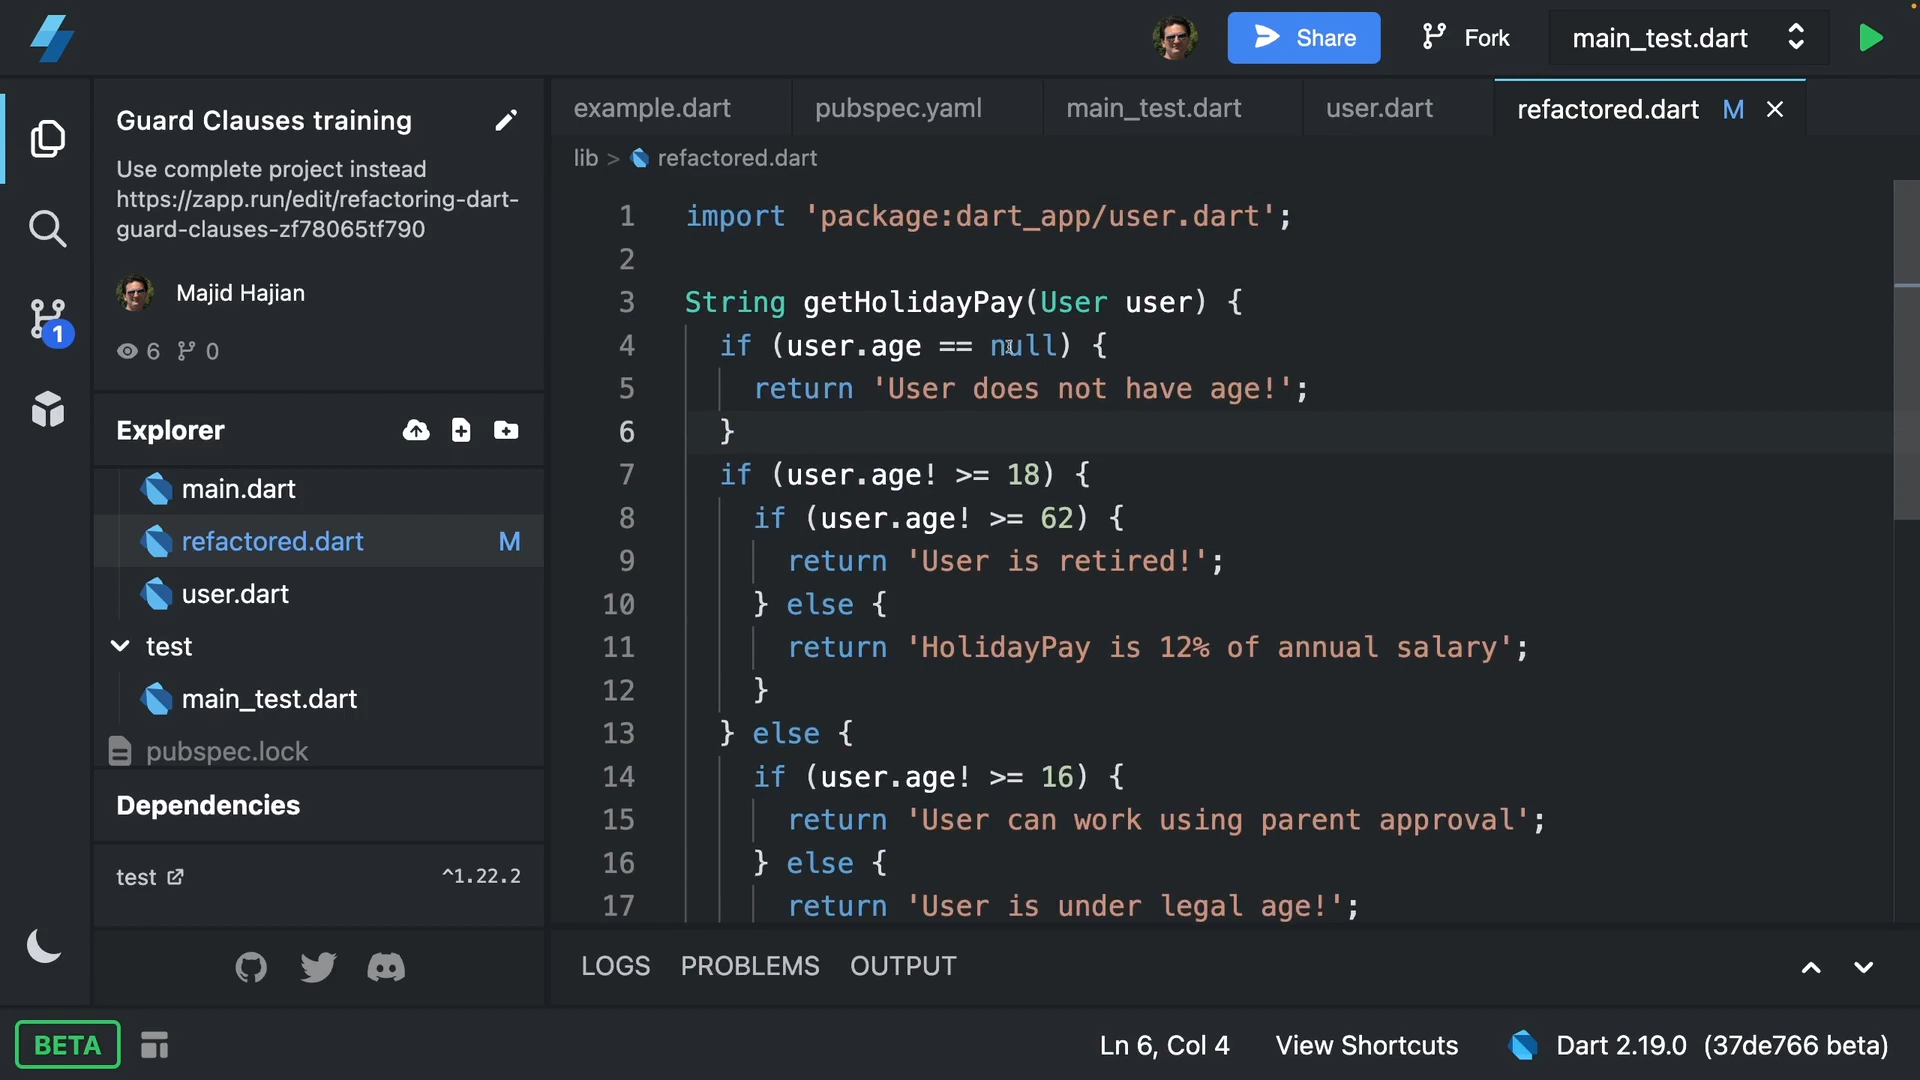 Share
Fork
main_test.dart
Guard Clauses training
Use complete project instead
https://zapp.run/edit/refactoring-dart-
guard-clauses-zf78065tf790
Majid Hajian
6 0
1
Explorer
main.dart
refactored.dart M
user.dart
test
main_test.dart
pubspec.lock
Dependencies
test ^1.22.2
example.dart pubspec.yaml main_test.dart user.dart refactored.dart M
lib > refactored.dart
1 import 'package:dart_app/user.dart';
2
3 String getHolidayPay(User user) {
4 if (user.age == null) {
5 return 'User does not have age!';
6 }
7 if (user.age! >= 18) {
8 if (user.age! >= 62) {
9 return 'User is retired!';
10 } else {
11 return 'HolidayPay is 12% of annual salary';
12 }
13 } else {
14 if (user.age! >= 16) {
15 return 'User can work using parent approval';
16 } else {
17 return 'User is under legal age!';
LOGS PROBLEMS OUTPUT
BETA
Ln 6, Col 4 View Shortcuts Dart 2.19.0 (37de766 beta)